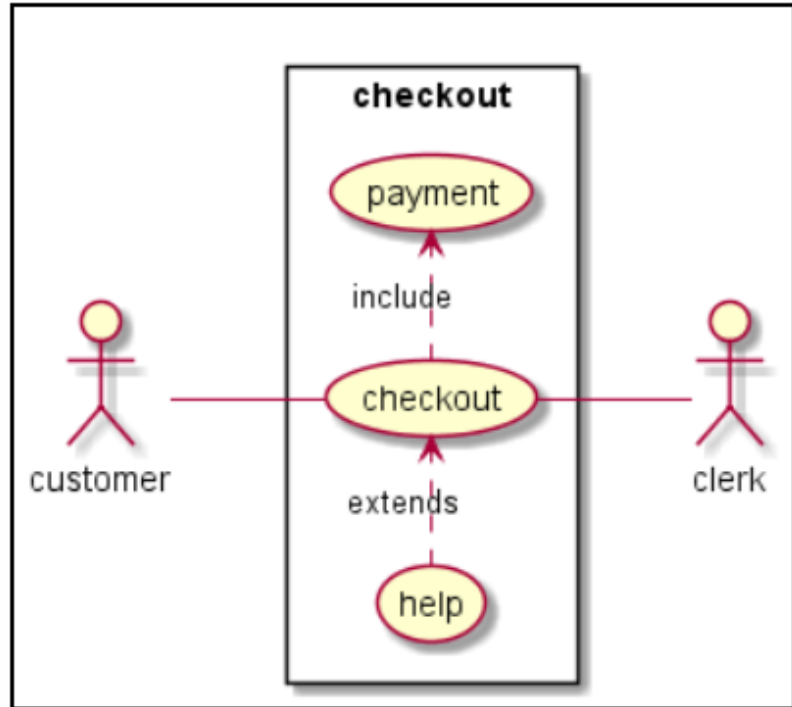 checkout
payment
include
checkout
customer
clerk
extends
help